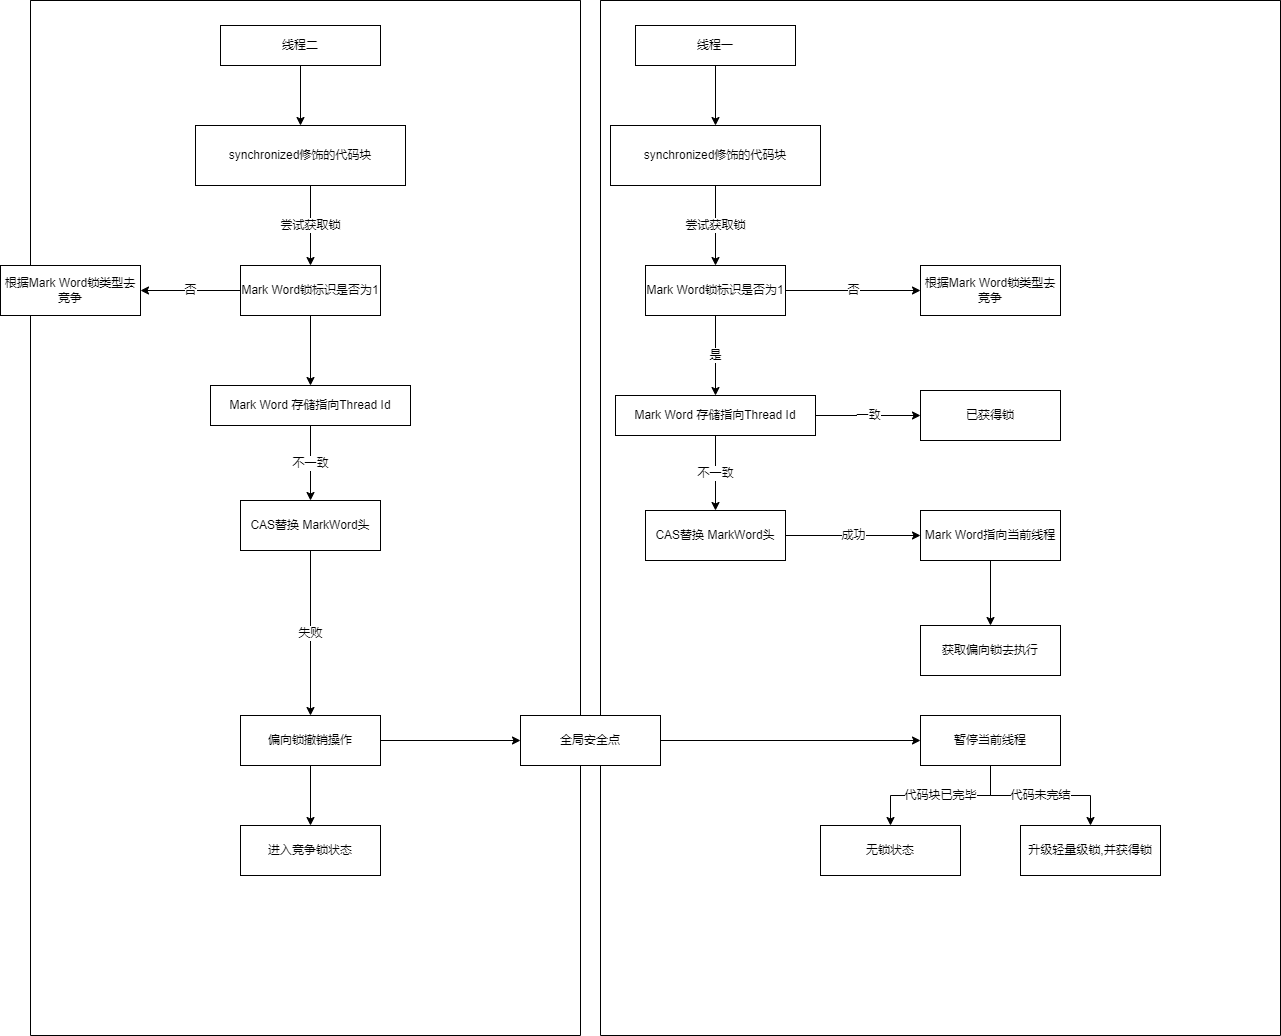 线程二
synchronized修饰的代码块
尝试获取锁
Mark Word锁标识是否为1
否
根据Mark Word锁类型去
竞争
Mark Word 存储指向Thread Id
不一致
CAS替换 MarkWord头
失败
偏向锁撤销操作
进入竞争锁状态
全局安全点
线程一
synchronized修饰的代码块
尝试获取锁
Mark Word锁标识是否为1
否
根据Mark Word锁类型去
竞争
是
Mark Word 存储指向Thread Id
一致
已获得锁
不一致
CAS替换 MarkWord头
成功
Mark Word指向当前线程
获取偏向锁去执行
暂停当前线程
代码块已完毕
代码未完结
无锁状态
升级轻量级锁,并获得锁